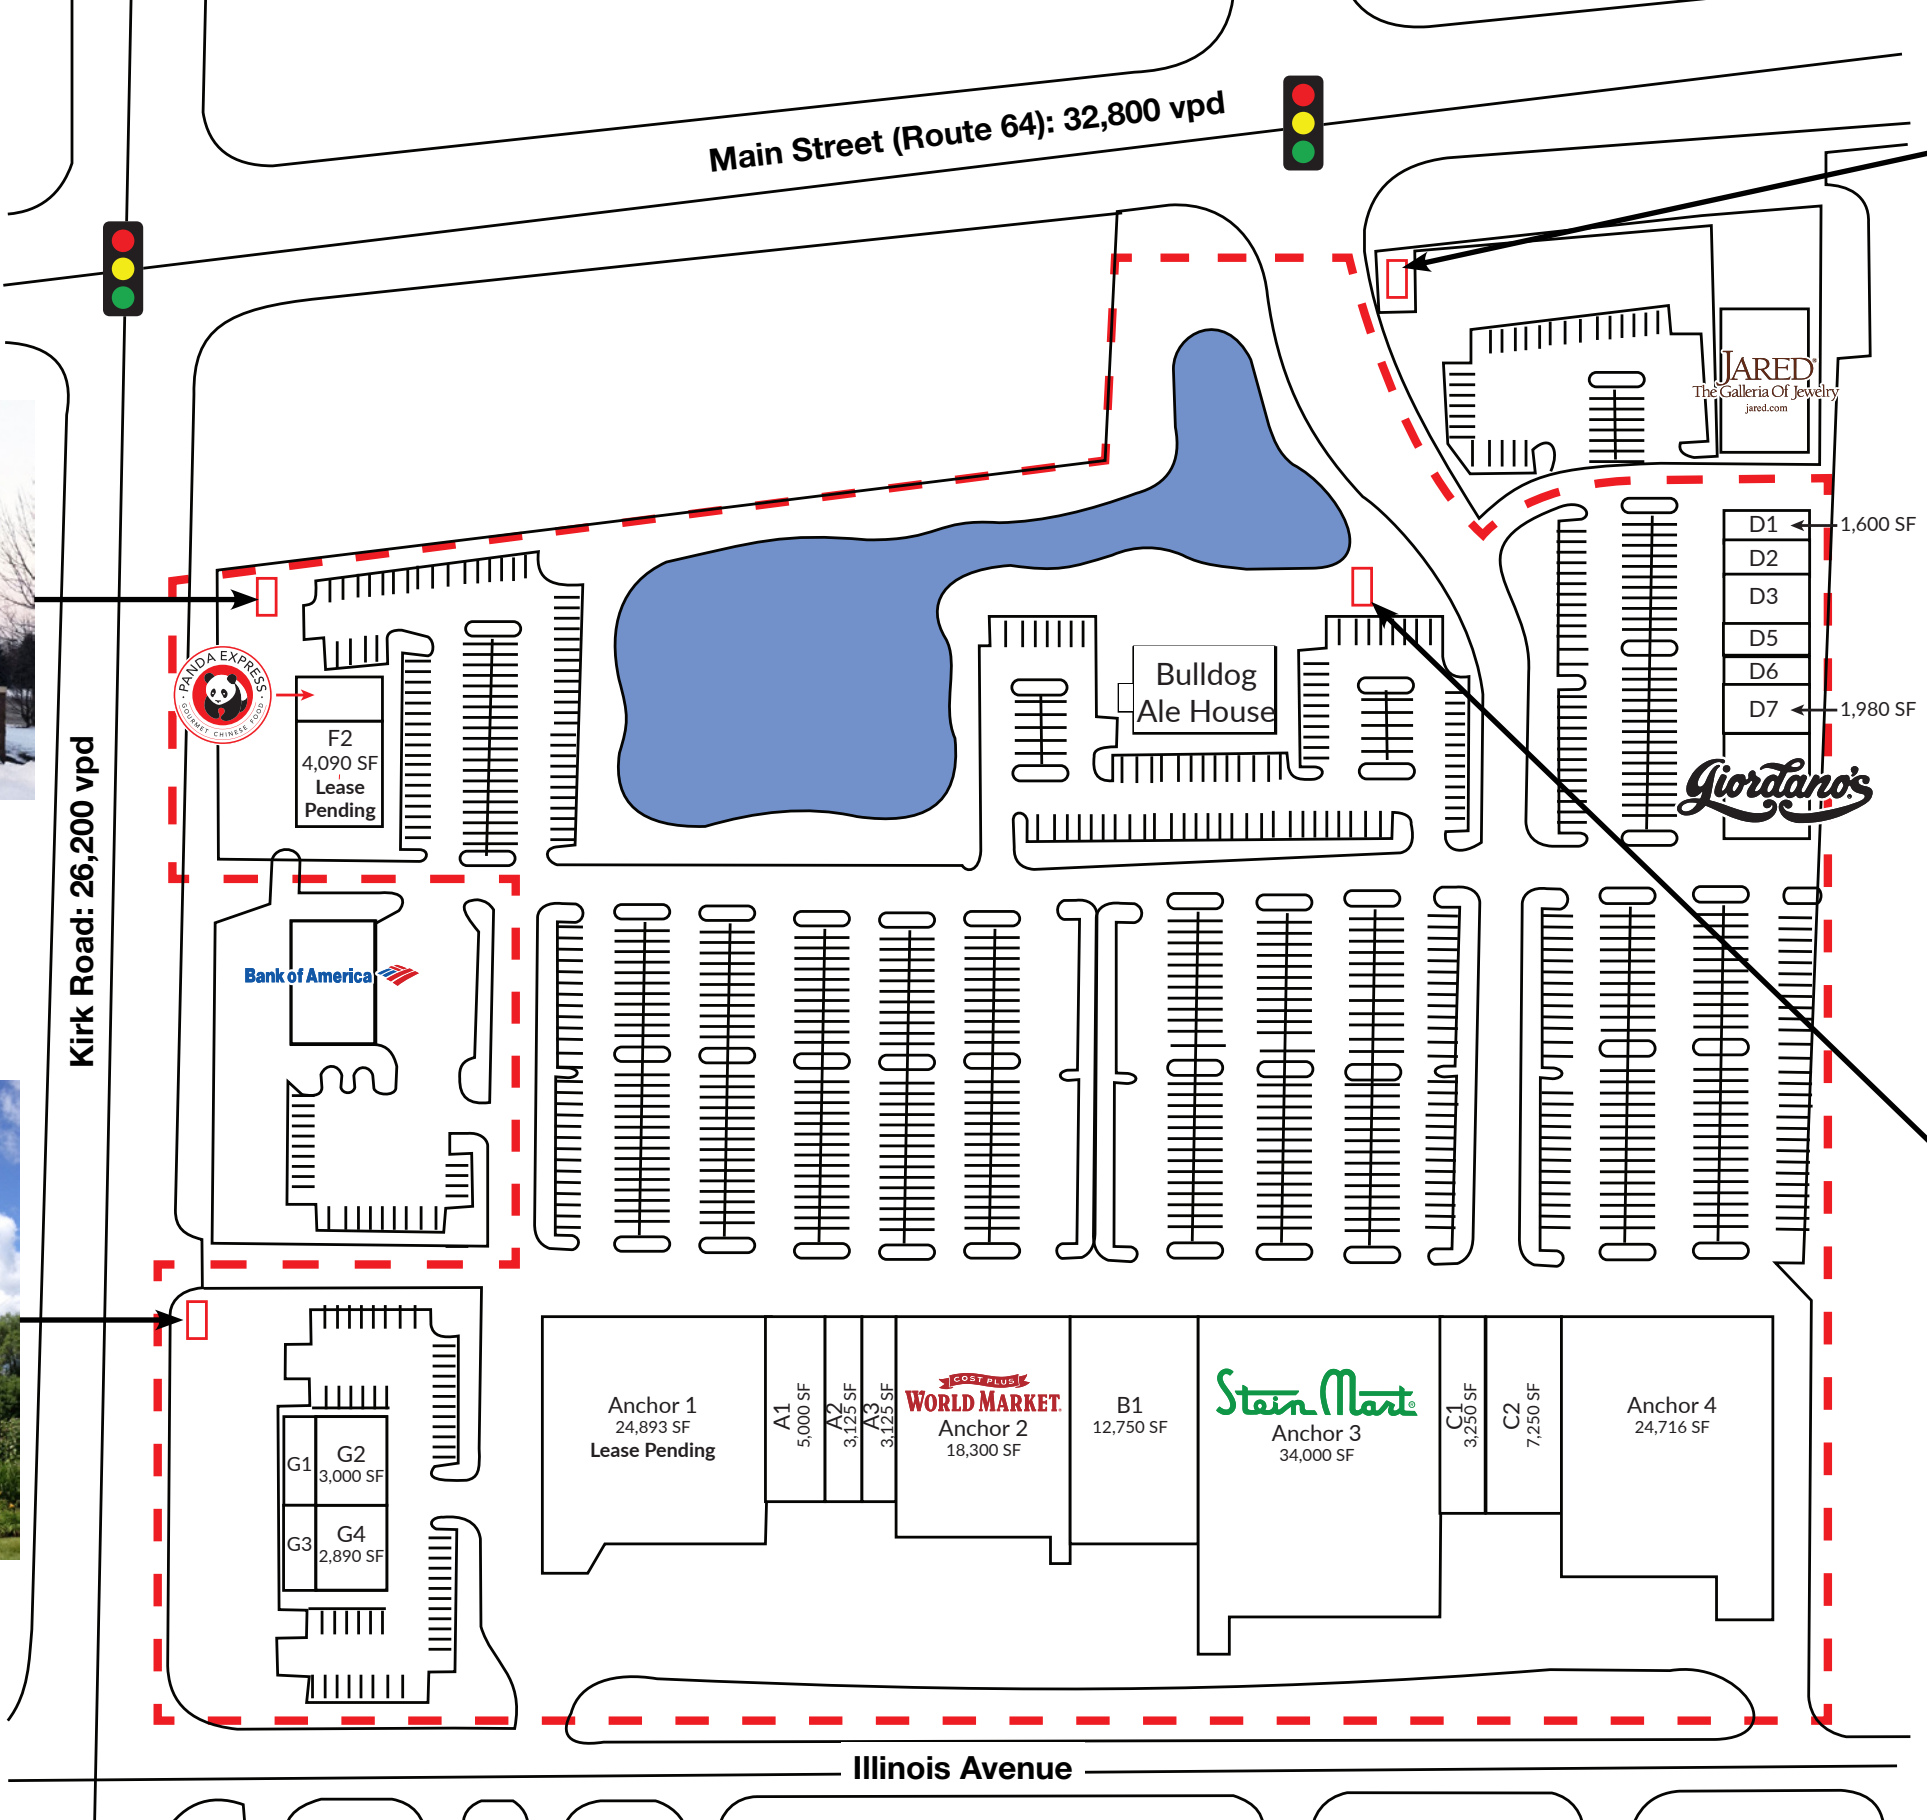 Main Street (Route 64): 32,800 vpd
JARED
The Galleria Of Jewelry
jared.com
D1
1,600 SF
D2
D3
D5
D6
D7
1,980 SF
Giordano's
Bulldog
Ale House
PANDA EXPRESS
GOURMET CHINESE FOOD
F2
4,090 SF
Lease
Pending
Kirk Road: 26,200 vpd
Bank of America
G1
G2
3,000 SF
G3
G4
2,890 SF
Anchor 1
24,893 SF
Lease Pending
A1
5,000 SF
A2
3,125 SF
A3
3,125 SF
COST PLUS
WORLD MARKET
Anchor 2
18,300 SF
B1
12,750 SF
Stein Mart
Anchor 3
34,000 SF
C1
3,250 SF
C2
7,250 SF
Anchor 4
24,716 SF
Illinois Avenue